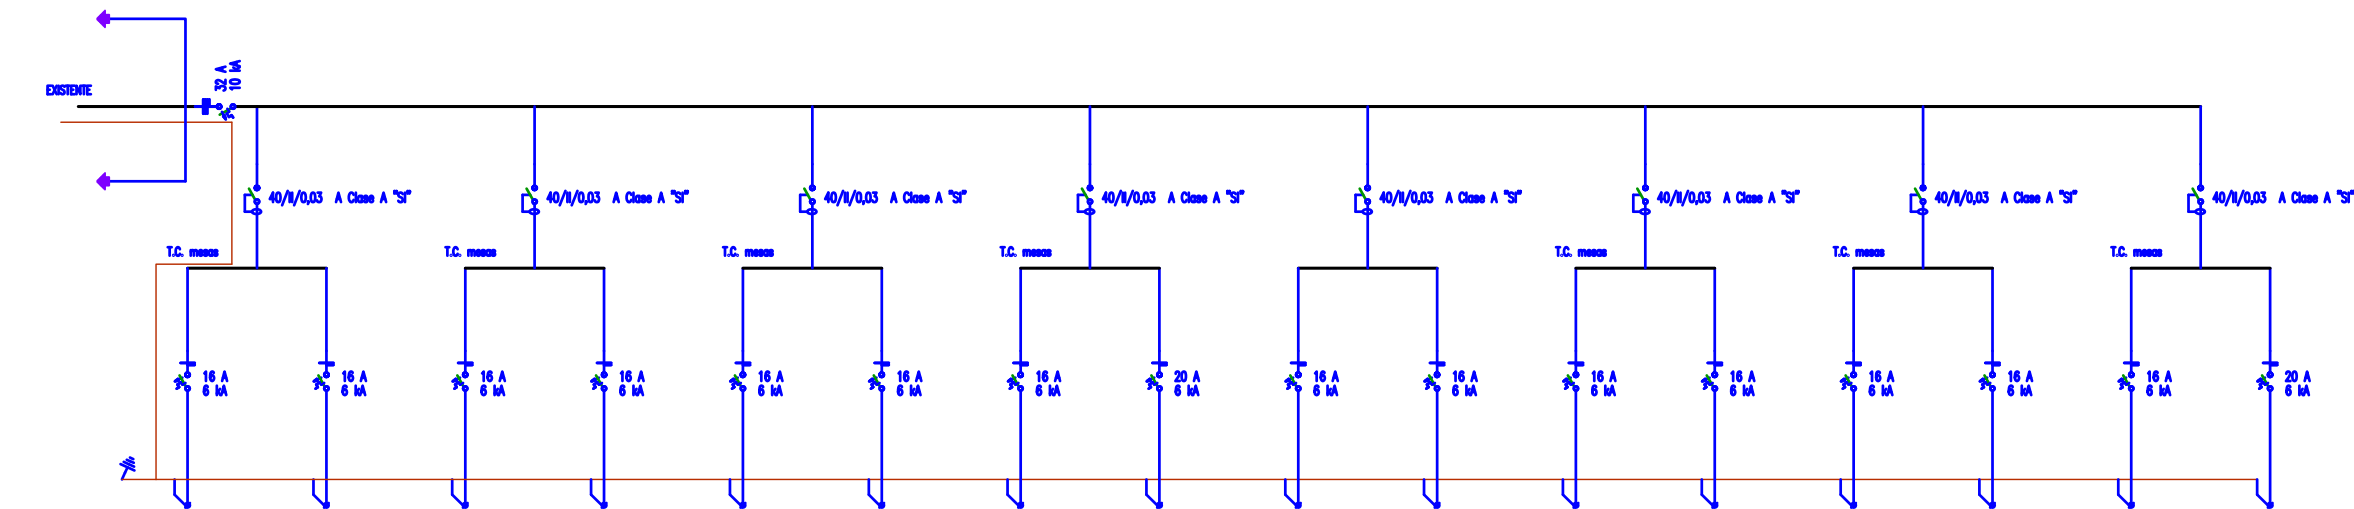 32 A
10 kA
EXISTENTE
40/II/0,03 A Clase A "SI"
40/II/0,03 A Clase A "SI"
40/II/0,03 A Clase A "SI"
40/II/0,03 A Clase A "SI"
40/II/0,03 A Clase A "SI"
40/II/0,03 A Clase A "SI"
40/II/0,03 A Clase A "SI"
40/II/0,03 A Clase A "SI"
T.C. mesas
T.C. mesas
T.C. mesas
T.C. mesas
T.C. mesas
T.C. mesas
T.C. mesas
16 A
6 kA
16 A
6 kA
16 A
6 kA
16 A
6 kA
16 A
6 kA
16 A
6 kA
16 A
6 kA
20 A
6 kA
16 A
6 kA
16 A
6 kA
16 A
6 kA
16 A
6 kA
16 A
6 kA
16 A
6 kA
16 A
6 kA
20 A
6 kA